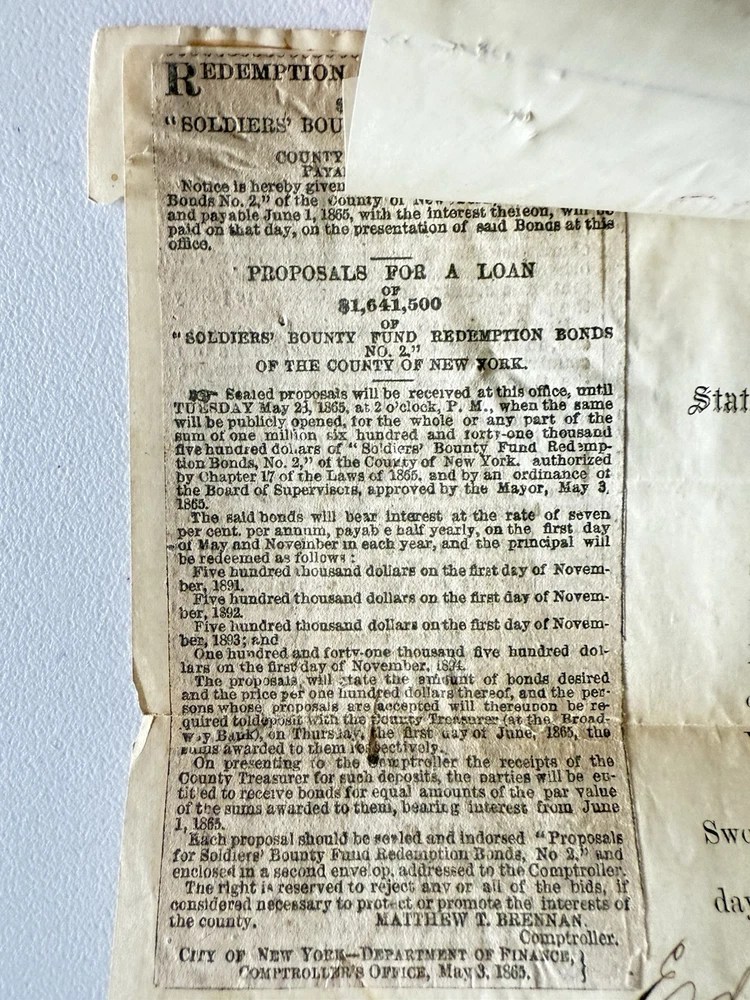 REDEMPTION
"SOLDIERS' BOU
COUNTY
PAYA
Notice is hereby given
Bonds No. 2," of the County of New
and payable June 1, 1865, with the interest thereon, will be
paid on that day, on the presentation of said Bonds at this
office.
PROPOSALS FOR A LOAN
OF
$1,641,500
OF
"SOLDIERS' BOUNTY FUND REDEMPTION BONDS
NO. 2."
OF THE COUNTY OF NEW YORK.
Sealed proposals will be received at this office, until
TUESDAY May 23, 1865, at 2 o'clock, P. M., when the same
will be publicly opened, for the whole or any part of the
sum of one million six hundred and forty-one thousand
five hundred dollars of "Soldiers' Bounty Fund Redemp-
tion Bonds, No. 2," of the County of New York. authorized
by Chapter 17 of the Laws of 1865, and by an ordinance of
the Board of Supervisors, approved by the Mayor, May 3,
1865.
The said bonds will bear interest at the rate of seven
per cent. per annum, payab e half yearly, on the first day
of May and November in each year, and the principal will
be redeemed as follows:
Five hundred thousand dollars on the first day of Novem-
ber, 1891.
Five hundred thousand dollars on the first day of Novem-
ber, 1892.
Five hundred thousand dollars on the first day of Novem-
ber, 1893; and
One hundred and forty-one thousand five hundred dol-
lars on the first day of November, 1894.
The proposals will state the amount of bonds desired
and the price per one hundred dollars thereof, and the per-
sons whose proposals are accepted will thereupon be re-
quired to deposit with the County Treasurer (at the Broad-
way Bank), on Thursday, the first day of June, 1865, the
sums awarded to them respectively.
On presenting to the Comptroller the receipts of the
County Treasurer for such deposits, the parties will be en-
titled to receive bonds for equal amounts of the par value
of the sums awarded to them, bearing interest from June
1, 1865.
Each proposal should be sealed and indorsed "Proposals
for Soldiers' Bounty Fund Redemption Bonds, No 2," and
enclosed in a second envelop, addressed to the Comptroller.
The right is reserved to reject any or all of the bids, if
considered necessary to protect or promote the interests of
the county. MATTHEW T. BRENNAN.
Comptroller.
CITY OF NEW YORK—DEPARTMENT OF FINANCE, }
COMPTROLLER'S OFFICE, May 3, 1865.
Stat
Swo
day